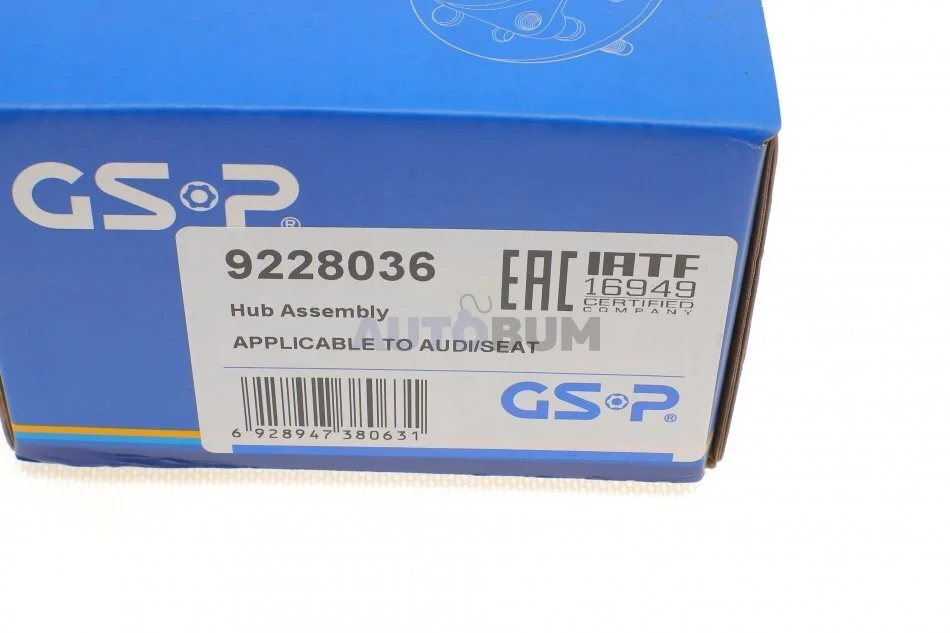 GSP®
9228036
EAC
IATF
16949
CERTIFIED
COMPANY
Hub Assembly
AUTOBUM
APPLICABLE TO AUDI/SEAT
GSP®
6 928947 380631